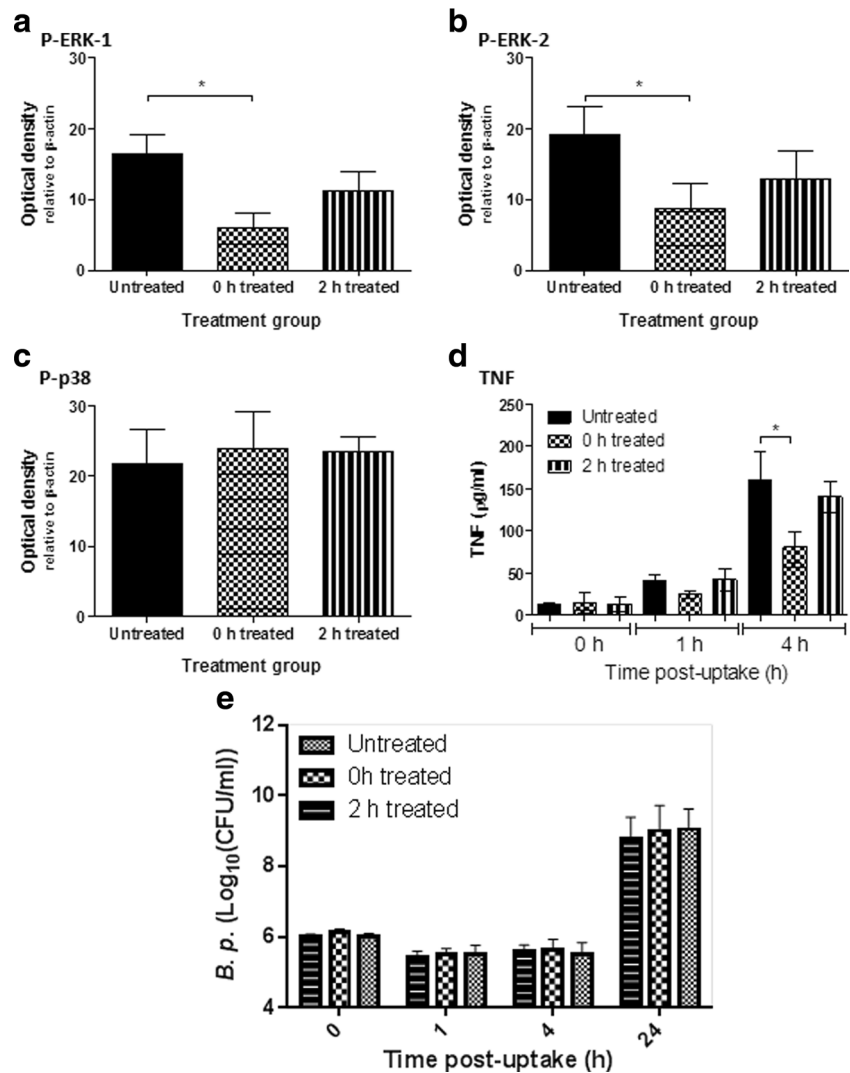 a
P-ERK-1
Optical density
relative to β-actin
30
20
10
0
Untreated 0 h treated 2 h treated
Treatment group
b
P-ERK-2
Optical density
relative to β-actin
30
20
10
0
Untreated 0 h treated 2 h treated
Treatment group
*
*
c
P-p38
Optical density
relative to β-actin
30
20
10
0
Untreated 0 h treated 2 h treated
Treatment group
d
TNF
TNF (pg/ml)
250
200
150
100
50
0
Untreated
0 h treated
2 h treated
*
0 h 1 h 4 h
Time post-uptake (h)
e
B. p. (Log10(CFU/ml))
12
10
8
6
4
Untreated
0h treated
2 h treated
0 1 4 24
Time post-uptake (h)